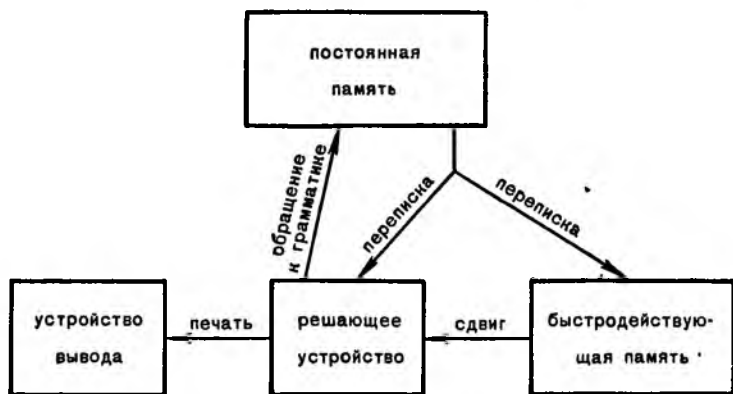 постоянная
память
обращение
к грамматике
переписка
переписка
устройство
вывода
печать
решающее
устройство
сдвиг
быстродействую-
щая память